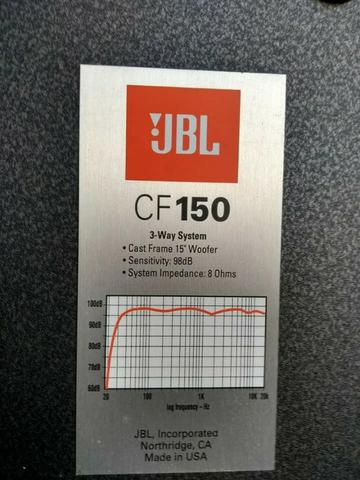 JBL
CF150
3-Way System
• Cast Frame 15" Woofer
• Sensitivity: 98dB
• System Impedance: 8 Ohms
100dB
95dB
90dB
80dB
70dB
60dB
20 100 1K 10K 20k
log frequency – Hz
JBL, Incorporated
Northridge, CA
Made in USA